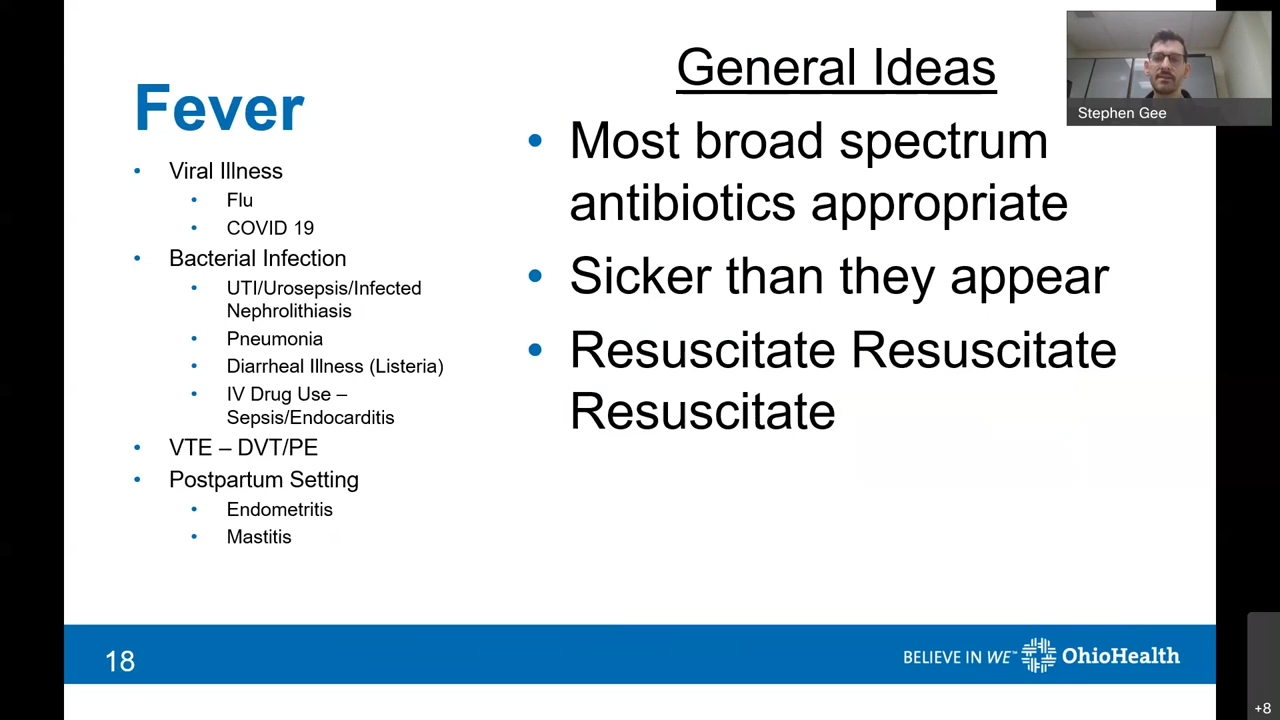 Fever
• Viral Illness
• Flu
• COVID 19
• Bacterial Infection
• UTI/Urosepsis/Infected
Nephrolithiasis
• Pneumonia
• Diarrheal Illness (Listeria)
• IV Drug Use –
Sepsis/Endocarditis
• VTE – DVT/PE
• Postpartum Setting
• Endometritis
• Mastitis
General Ideas
• Most broad spectrum
antibiotics appropriate
• Sicker than they appear
• Resuscitate Resuscitate
Resuscitate
Stephen Gee
18
BELIEVE IN WE™ OhioHealth
+8